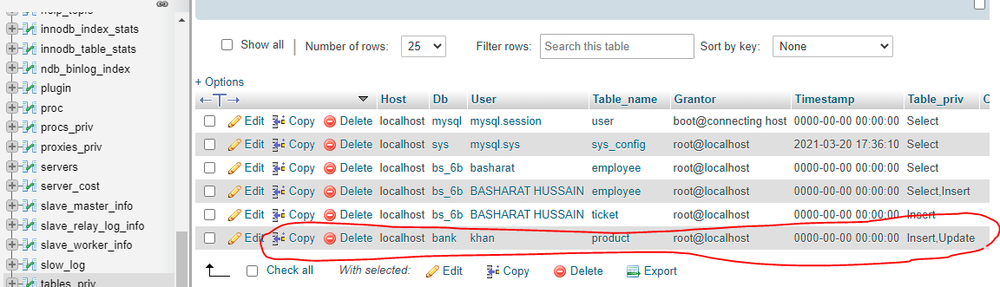 help_topic
innodb_index_stats
innodb_table_stats
ndb_binlog_index
plugin
proc
procs_priv
proxies_priv
servers
server_cost
slave_master_info
slave_relay_log_info
slave_worker_info
slow_log
tables_priv
Show all | Number of rows: 25 Filter rows: Search this table Sort by key: None
+ Options
←T→ Host Db User Table_name Grantor Timestamp Table_priv C
Edit Copy Delete localhost mysql mysql.session user boot@connecting host 0000-00-00 00:00:00 Select
Edit Copy Delete localhost sys mysql.sys sys_config root@localhost 2021-03-20 17:36:10 Select
Edit Copy Delete localhost bs_6b basharat employee root@localhost 0000-00-00 00:00:00 Select
Edit Copy Delete localhost bs_6b BASHARAT HUSSAIN employee root@localhost 0000-00-00 00:00:00 Select,Insert
Edit Copy Delete localhost bs_6b BASHARAT HUSSAIN ticket root@localhost 0000-00-00 00:00:00 Insert
Edit Copy Delete localhost bank khan product root@localhost 0000-00-00 00:00:00 Insert,Update
Check all With selected: Edit Copy Delete Export